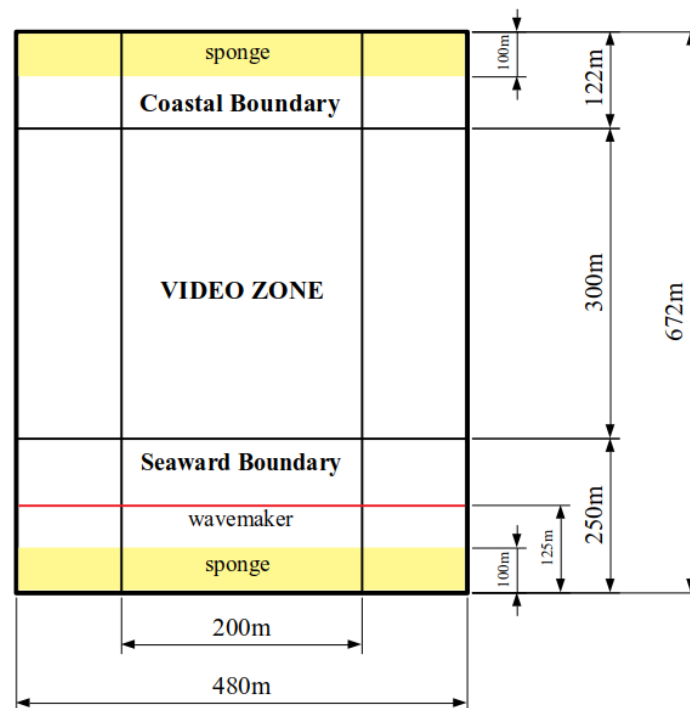 sponge
100m
122m
Coastal Boundary
VIDEO ZONE
300m
672m
Seaward Boundary
wavemaker
125m
250m
sponge
100m
200m
480m